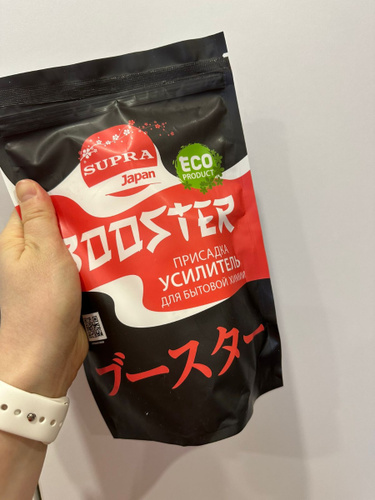 SUPRA
Japan
ECO
PRODUCT
BOOSTER
ПРИСАДКА
УСИЛИТЕЛЬ
ДЛЯ БЫТОВОЙ ХИМИИ
ブースター